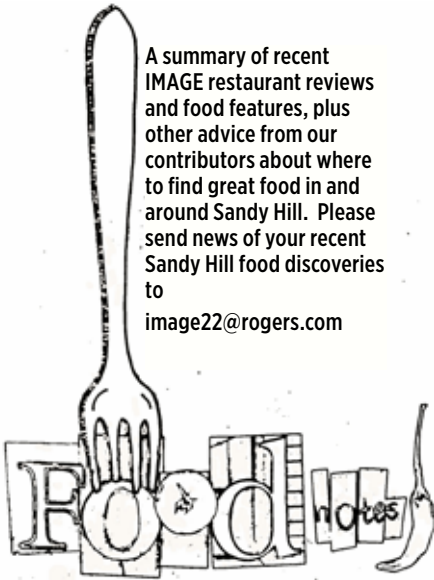 A summary of recent
IMAGE restaurant reviews
and food features, plus
other advice from our
contributors about where
to find great food in and
around Sandy Hill. Please
send news of your recent
Sandy Hill food discoveries
to
image22@rogers.com
Food notes